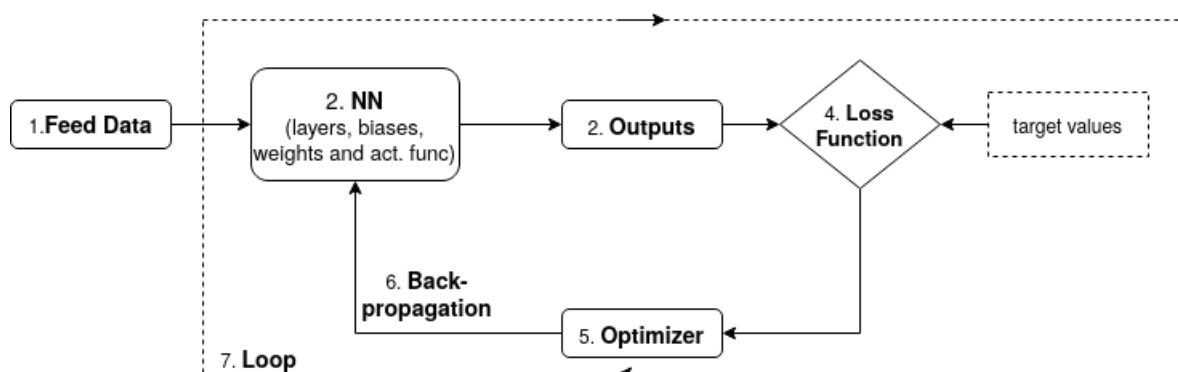 1.Feed Data
2. NN
(layers, biases,
weights and act. func)
2. Outputs
4. Loss
Function
target values
6. Back-
propagation
5. Optimizer
7. Loop